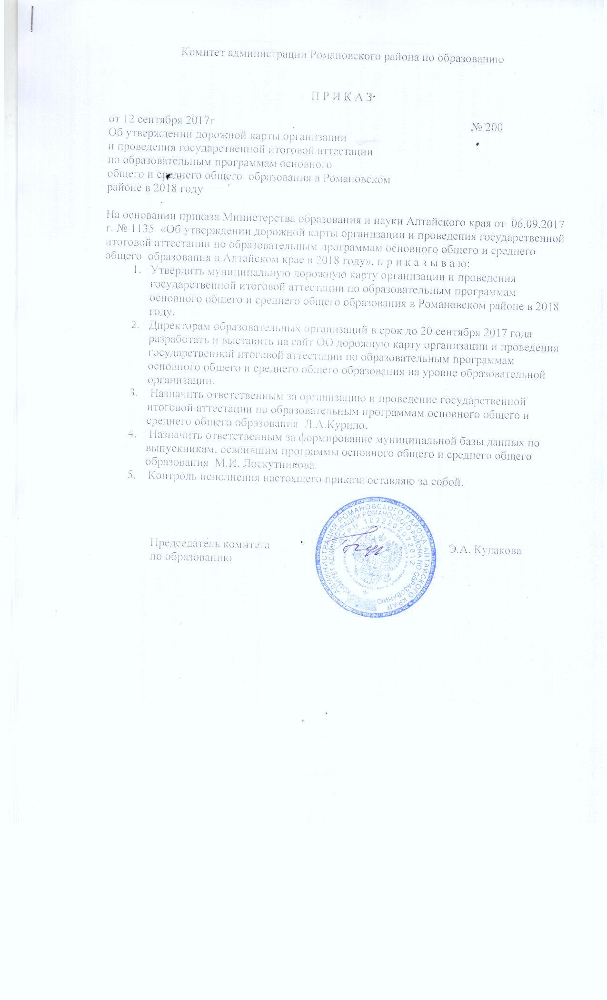 Комитет администрации Романовского района по образованию
П Р И К А З
от 12 сентября 2017г
№ 200
Об утверждении дорожной карты организации
и проведения государственной итоговой аттестации
по образовательным программам основного
общего и среднего общего образования в Романовском
районе в 2018 году
На основании приказа Министерства образования и науки Алтайского края от 06.09.2017
г. № 1135 «Об утверждении дорожной карты организации и проведения государственной
итоговой аттестации по образовательным программам основного общего и среднего
общего образования в Алтайском крае в 2018 году», п р и к а з ы в а ю:
1. Утвердить муниципальную дорожную карту организации и проведения
государственной итоговой аттестации по образовательным программам
основного общего и среднего общего образования в Романовском районе в 2018
году.
2. Директорам образовательных организаций в срок до 20 сентября 2017 года
разработать и выставить на сайт ОО дорожную карту организации и проведения
государственной итоговой аттестации по образовательным программам
основного общего и среднего общего образования на уровне образовательной
организации.
3. Назначить ответственным за организацию и проведение государственной
итоговой аттестации по образовательным программам основного общего и
среднего общего образования Л.А.Курило.
4. Назначить ответственным за формирование муниципальной базы данных по
выпускникам, освоившим программы основного общего и среднего общего
образования М.И. Лоскутникова.
5. Контроль исполнения настоящего приказа оставляю за собой.
АДМИНИСТРАЦИЯ РОМАНОВСКОГО РАЙОНА АЛТАЙСКОГО КРАЯ
КОМИТЕТ АДМИНИСТРАЦИИ РОМАНОСКОГО РАЙОНА ПО ОБРАЗОВАНИЮ
ОГРН 1022202072012
Председатель комитета
по образованию
Э.А. Кулакова